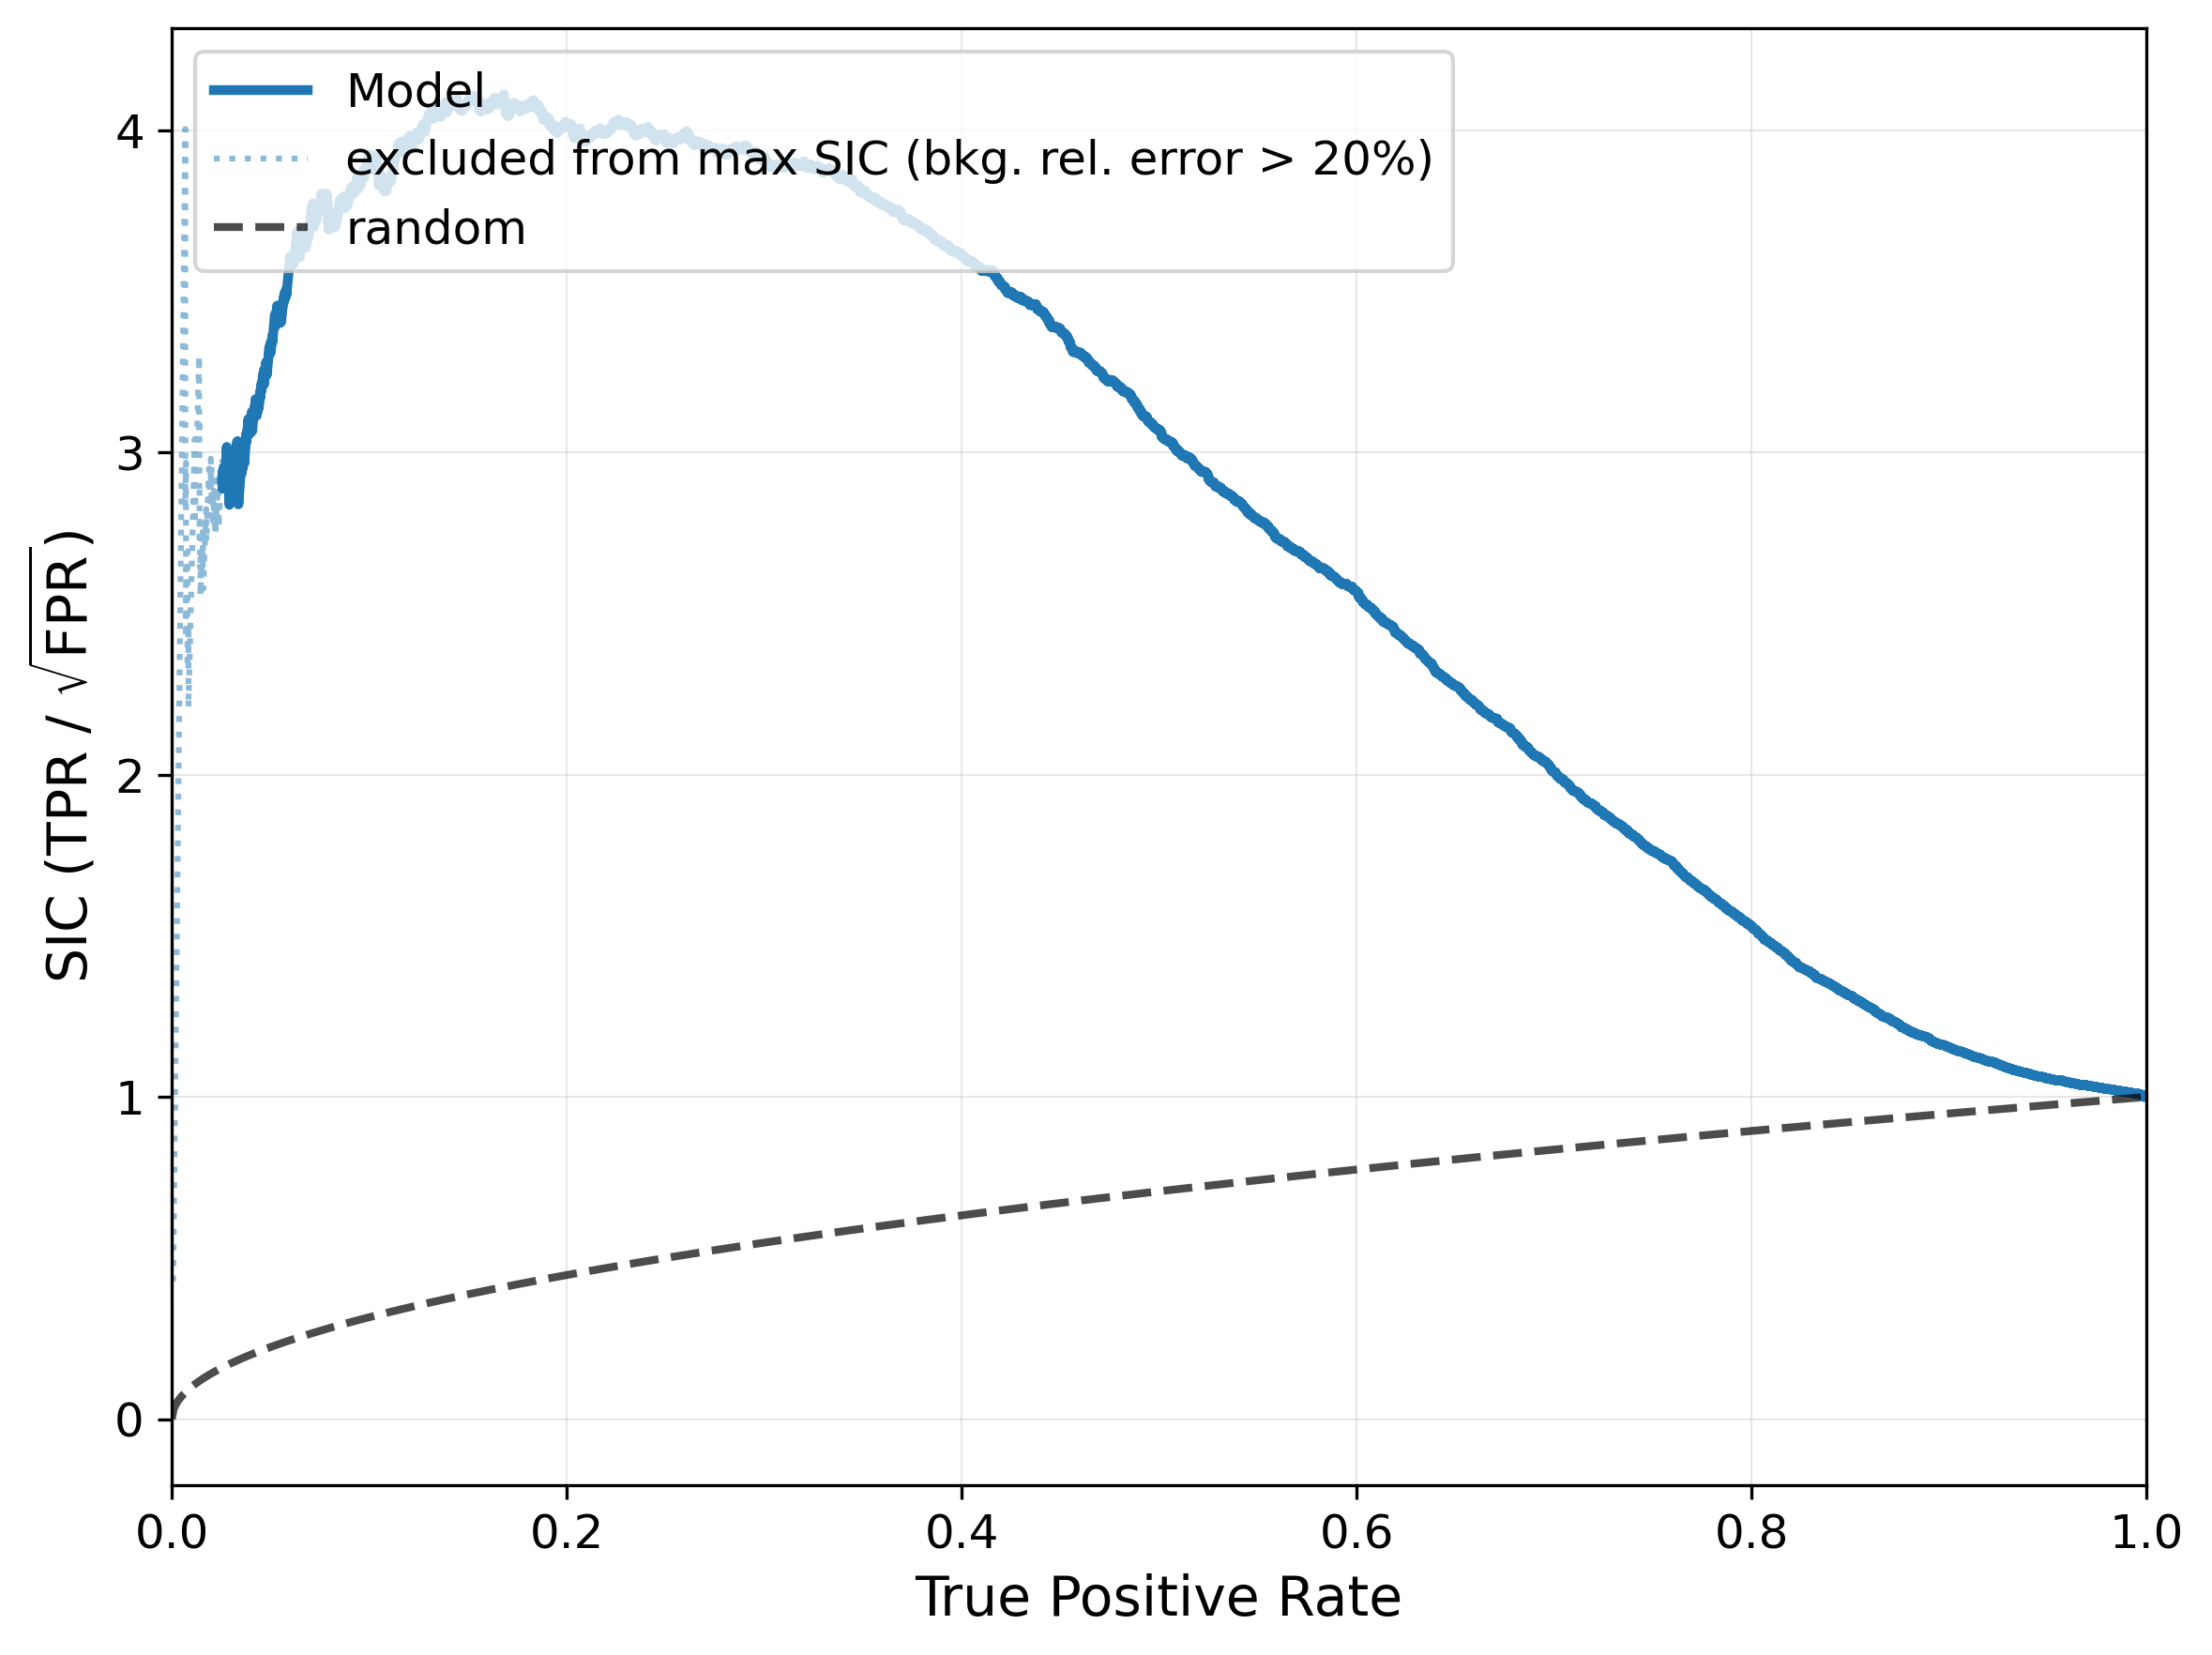 Model
excluded from max SIC (bkg. rel. error > 20%)
random
4
3
2
1
0
SIC (TPR / √FPR)
0.0 0.2 0.4 0.6 0.8 1.0
True Positive Rate